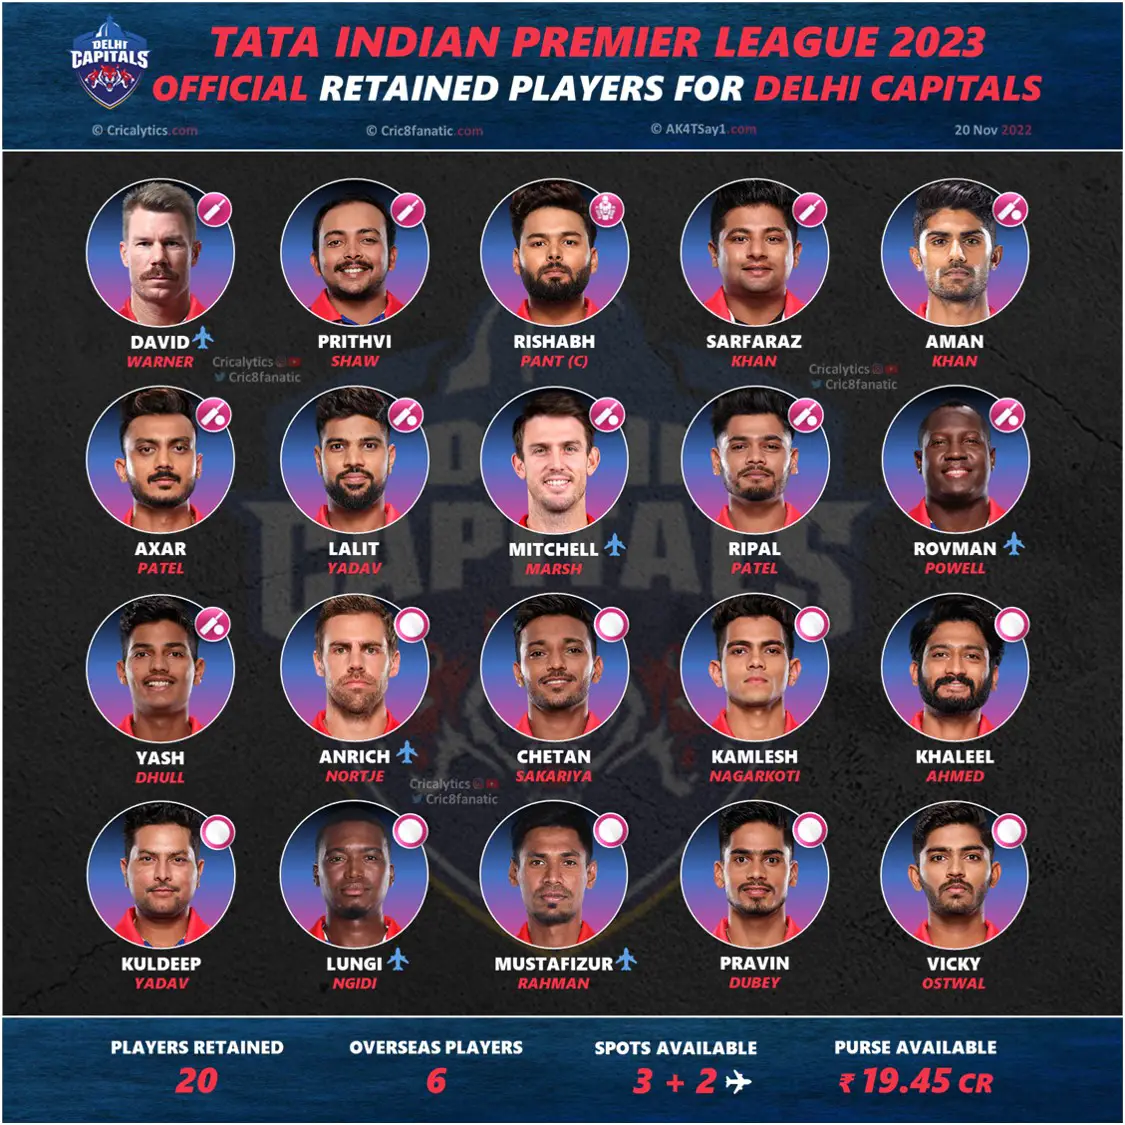 DELHI
CAPITALS
TATA INDIAN PREMIER LEAGUE 2023
OFFICIAL RETAINED PLAYERS FOR DELHI CAPITALS
© Cricalytics.com © Cric8fanatic.com © AK4TSay1.com 20 Nov 2022
DAVID PRITHVI RISHABH SARFARAZ AMAN
WARNER SHAW PANT (C) KHAN KHAN
Cricalytics Cricalytics
Cric8fanatic Cric8fanatic
DELHI
CAPITALS
AXAR LALIT MITCHELL RIPAL ROVMAN
PATEL YADAV MARSH PATEL POWELL
YASH ANRICH CHETAN KAMLESH KHALEEL
DHULL NORTJE SAKARIYA NAGARKOTI AHMED
Cricalytics
Cric8fanatic
KULDEEP LUNGI MUSTAFIZUR PRAVIN VICKY
YADAV NGIDI RAHMAN DUBEY OSTWAL
PLAYERS RETAINED OVERSEAS PLAYERS SPOTS AVAILABLE PURSE AVAILABLE
20 6 3 + 2 ₹ 19.45 CR